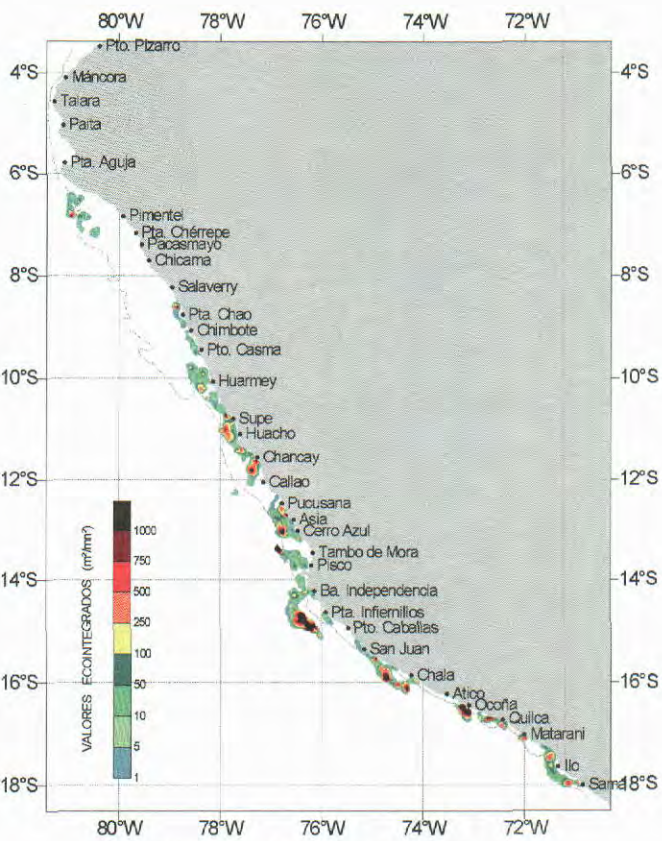 80°W 78°W 76°W 74°W 72°W
Pto. Pizarro
4°S 4°S
Máncora
Talara
Paita
Pta. Aguja
6°S 6°S
Pimentel
Pta. Chérrepe
Pacasmayo
Chicama
8°S 8°S
Salaverry
Pta. Chao
Chimbote
Pto. Casma
10°S 10°S
Huarmey
Supe
Huacho
Chancay
12°S 12°S
Callao
Pucusana
Asia
Cerro Azul
Tambo de Mora
Pisco
14°S 14°S
Ba. Independencia
Pta. Infiernillos
Pto. Caballas
San Juan
Chala
16°S 16°S
Atico
Ocoña
Quilca
Matarani
Ilo
18°S 18°S
Sama
VALORES ECOINTEGRADOS (m²/mn²)
1000
750
500
250
100
50
10
5
1
80°W 78°W 76°W 74°W 72°W